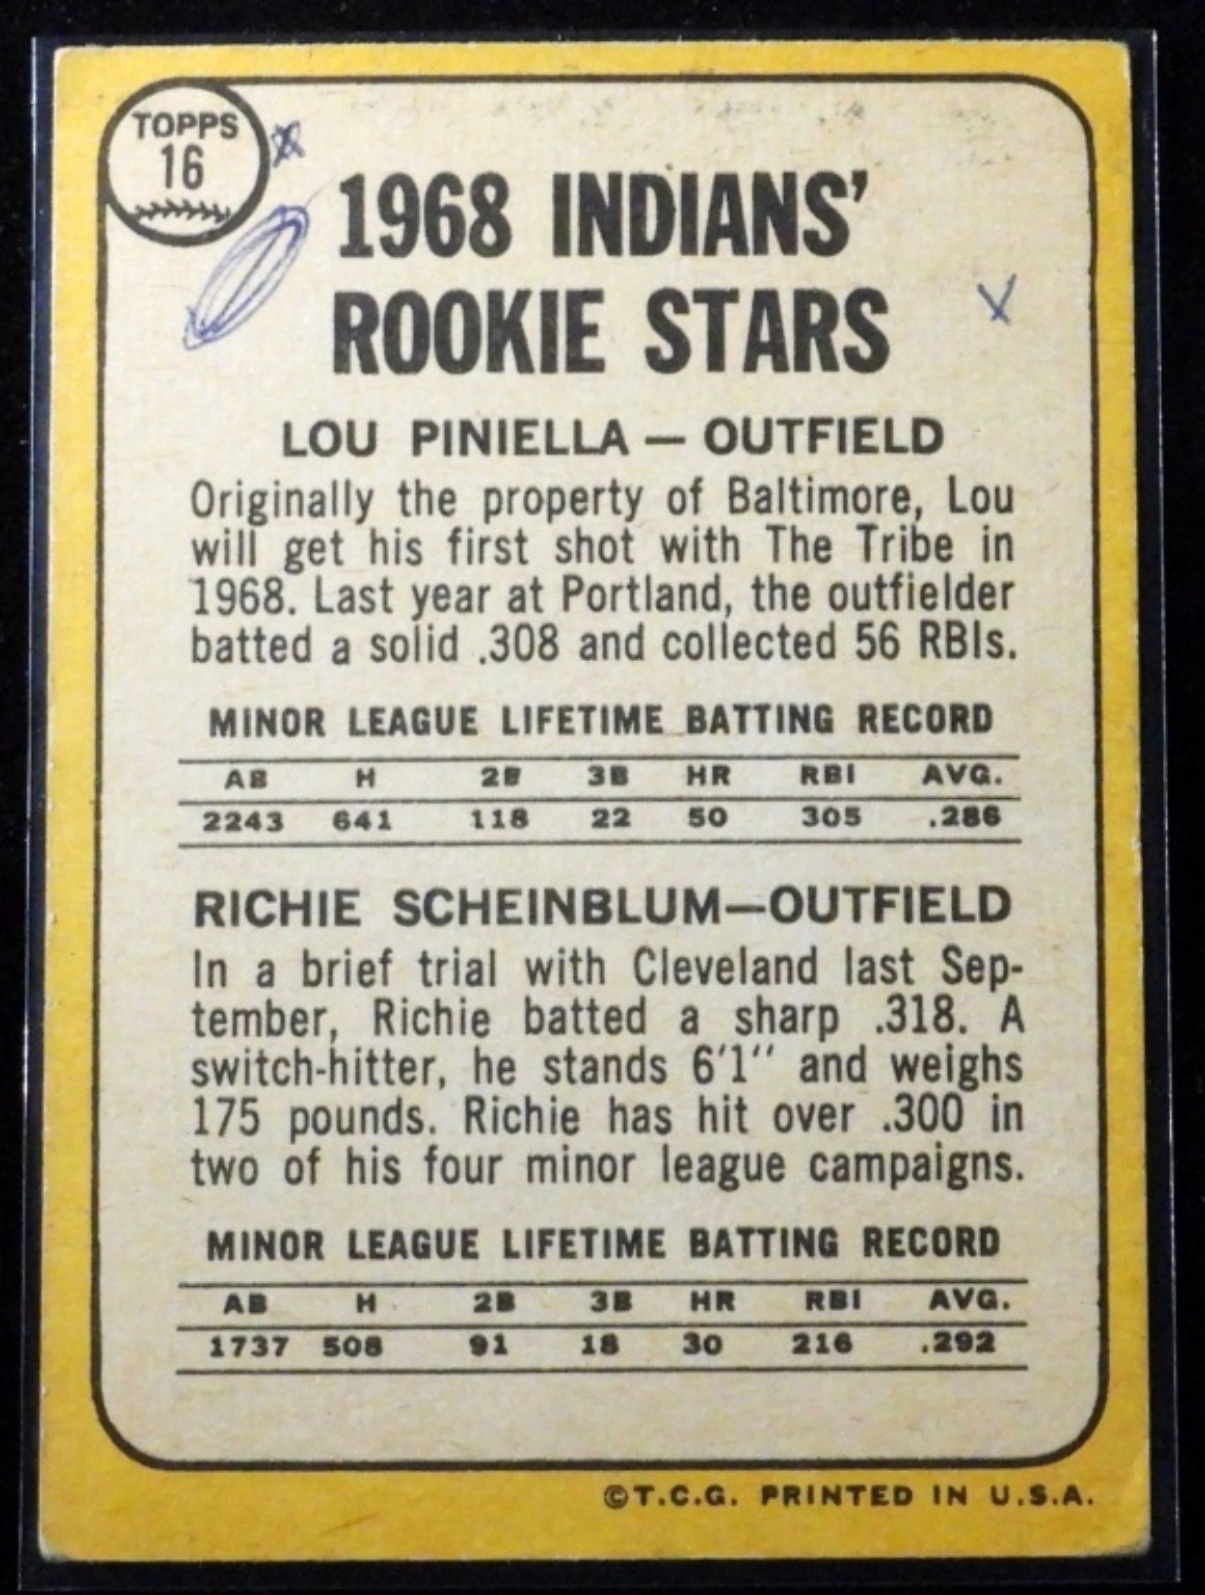 TOPPS
16
1968 INDIANS'
ROOKIE STARS
LOU PINIELLA — OUTFIELD
Originally the property of Baltimore, Lou
will get his first shot with The Tribe in
1968. Last year at Portland, the outfielder
batted a solid .308 and collected 56 RBIs.
MINOR LEAGUE LIFETIME BATTING RECORD
AB H 2B 3B HR RBI AVG.
2243 641 118 22 50 305 .286
RICHIE SCHEINBLUM—OUTFIELD
In a brief trial with Cleveland last Sep-
tember, Richie batted a sharp .318. A
switch-hitter, he stands 6'1" and weighs
175 pounds. Richie has hit over .300 in
two of his four minor league campaigns.
MINOR LEAGUE LIFETIME BATTING RECORD
AB H 2B 3B HR RBI AVG.
1737 508 91 18 30 216 .292
©T.C.G. PRINTED IN U.S.A.